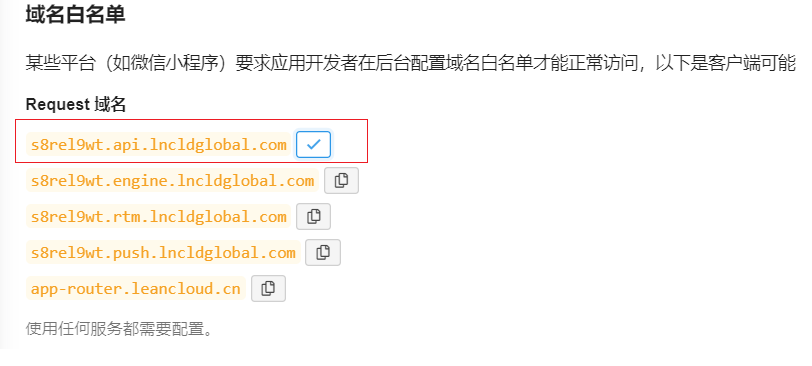 域名白名单
某些平台（如微信小程序）要求应用开发者在后台配置域名白名单才能正常访问，以下是客户端可能
Request 域名
s8rel9wt.api.lncldglobal.com
s8rel9wt.engine.lncldglobal.com
s8rel9wt.rtm.lncldglobal.com
s8rel9wt.push.lncldglobal.com
app-router.leancloud.cn
使用任何服务都需要配置。